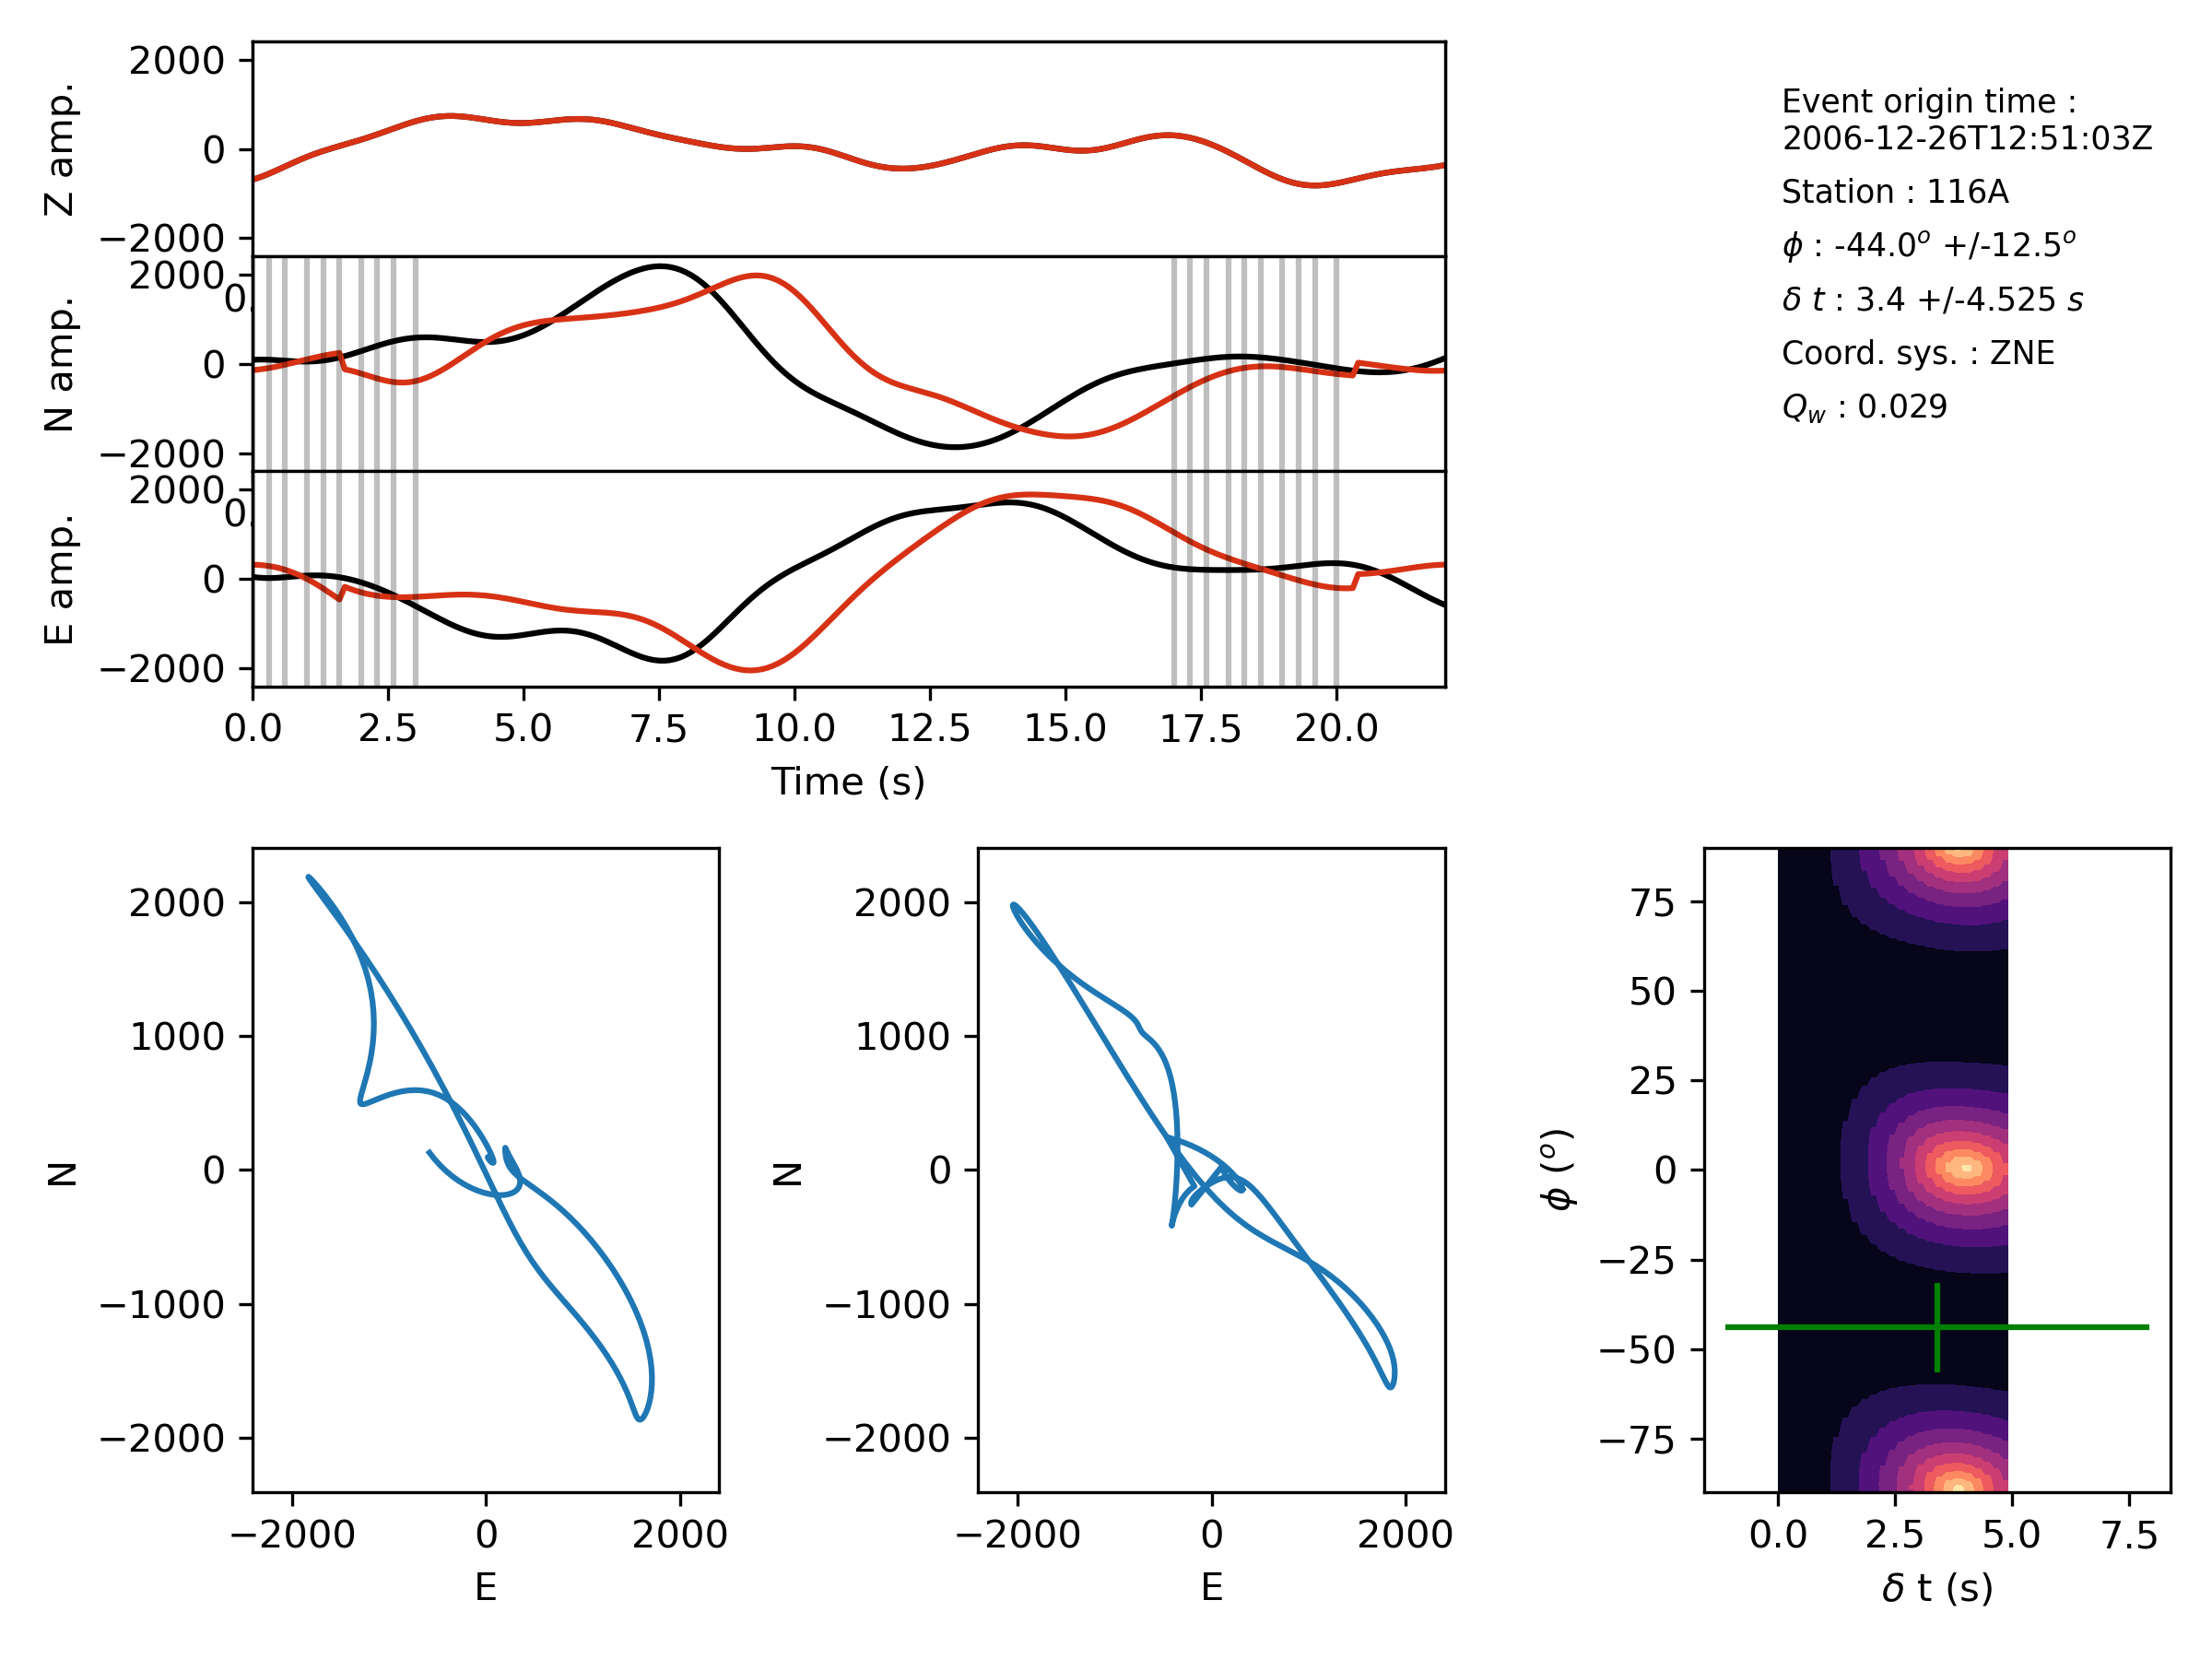 Z amp.
2000
0
−2000
N amp.
2000
0.
0
−2000
E amp.
2000
0.
0
−2000
0.0 2.5 5.0 7.5 10.0 12.5 15.0 17.5 20.0
Time (s)
Event origin time :
2006-12-26T12:51:03Z
Station : 116A
ϕ : -44.0° +/-12.5°
δ t : 3.4 +/-4.525 s
Coord. sys. : ZNE
Qw : 0.029
N
2000
1000
0
−1000
−2000
−2000 0 2000
E
N
2000
1000
0
−1000
−2000
−2000 0 2000
E
ϕ (°)
75
50
25
0
−25
−50
−75
0.0 2.5 5.0 7.5
δ t (s)